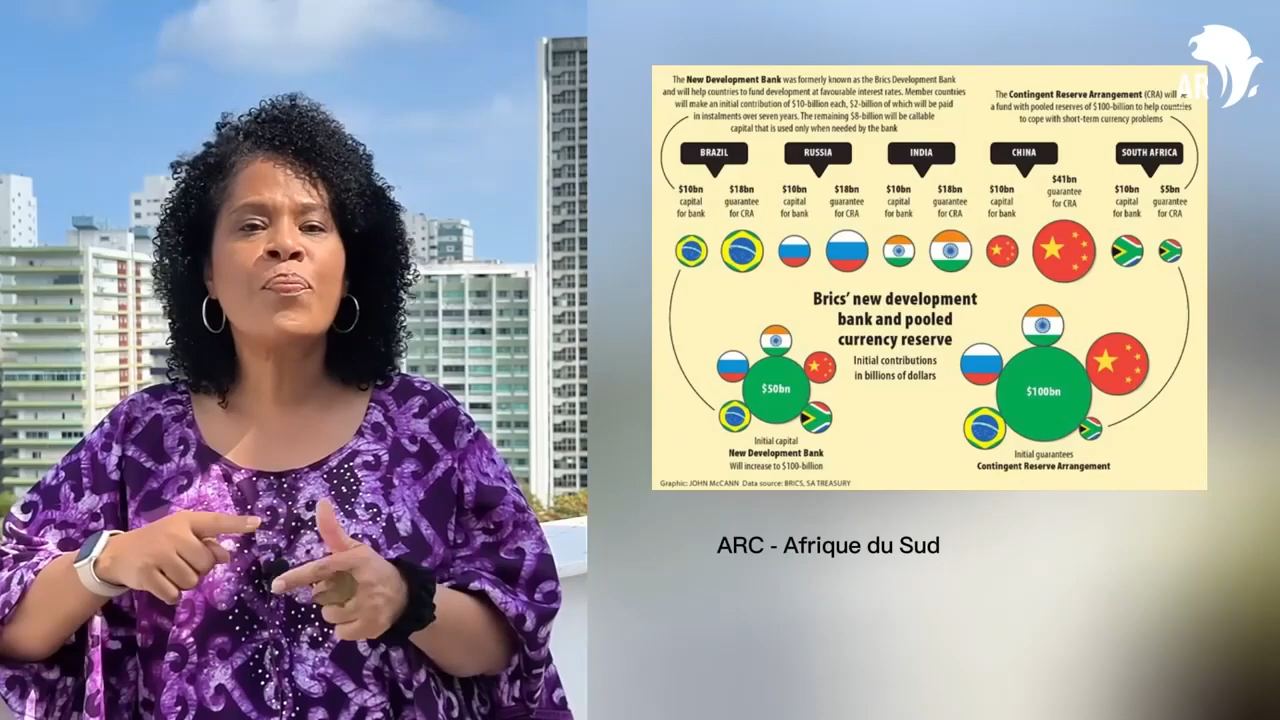 The New Development Bank was formerly known as the Brics Development Bank
and will help countries to fund development at favourable interest rates. Member countries
will make an initial contribution of $10-billion each, $2-billion of which will be paid
in instalments over seven years. The remaining $8-billion will be callable
capital that is used only when needed by the bank
The Contingent Reserve Arrangement (CRA) will
a fund with pooled reserves of $100-billion to help countries
to cope with short-term currency problems
AR
BRAZIL
RUSSIA
INDIA
CHINA
SOUTH AFRICA
$10bn
capital
for bank
$18bn
guarantee
for CRA
$10bn
capital
for bank
$18bn
guarantee
for CRA
$10bn
capital
for bank
$18bn
guarantee
for CRA
$10bn
capital
for bank
$41bn
guarantee
for CRA
$10bn
capital
for bank
$5bn
guarantee
for CRA
Brics' new development
bank and pooled
currency reserve
Initial contributions
in billions of dollars
$50bn
Initial capital
New Development Bank
Will increase to $100-billion
$100bn
Initial guarantees
Contingent Reserve Arrangement
Graphic: JOHN McCANN Data source: BRICS, SA TREASURY
ARC - Afrique du Sud